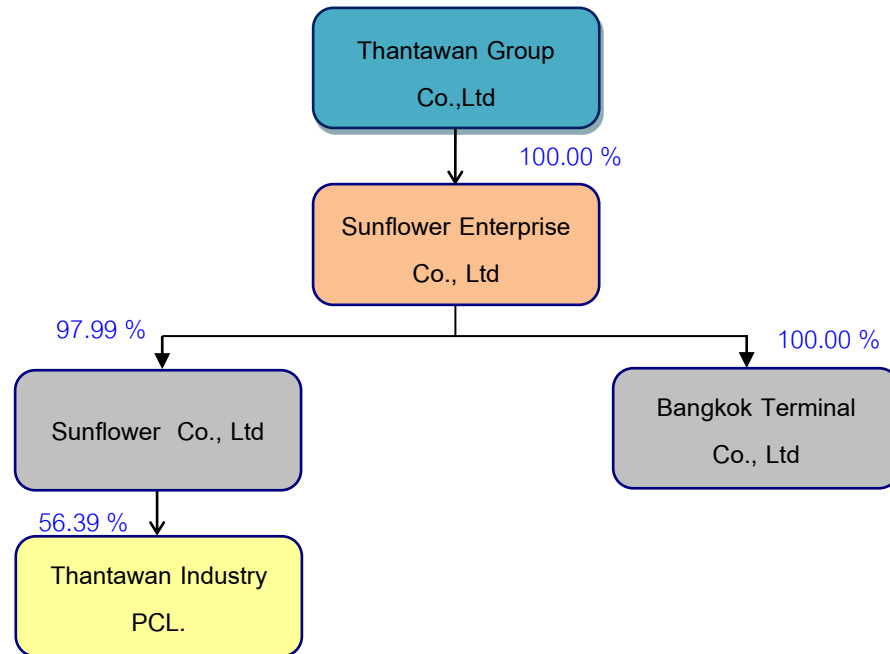 Thantawan Group
Co.,Ltd
100.00 %
Sunflower Enterprise
Co., Ltd
97.99 %
100.00 %
Sunflower Co., Ltd
Bangkok Terminal
Co., Ltd
56.39 %
Thantawan Industry
PCL.